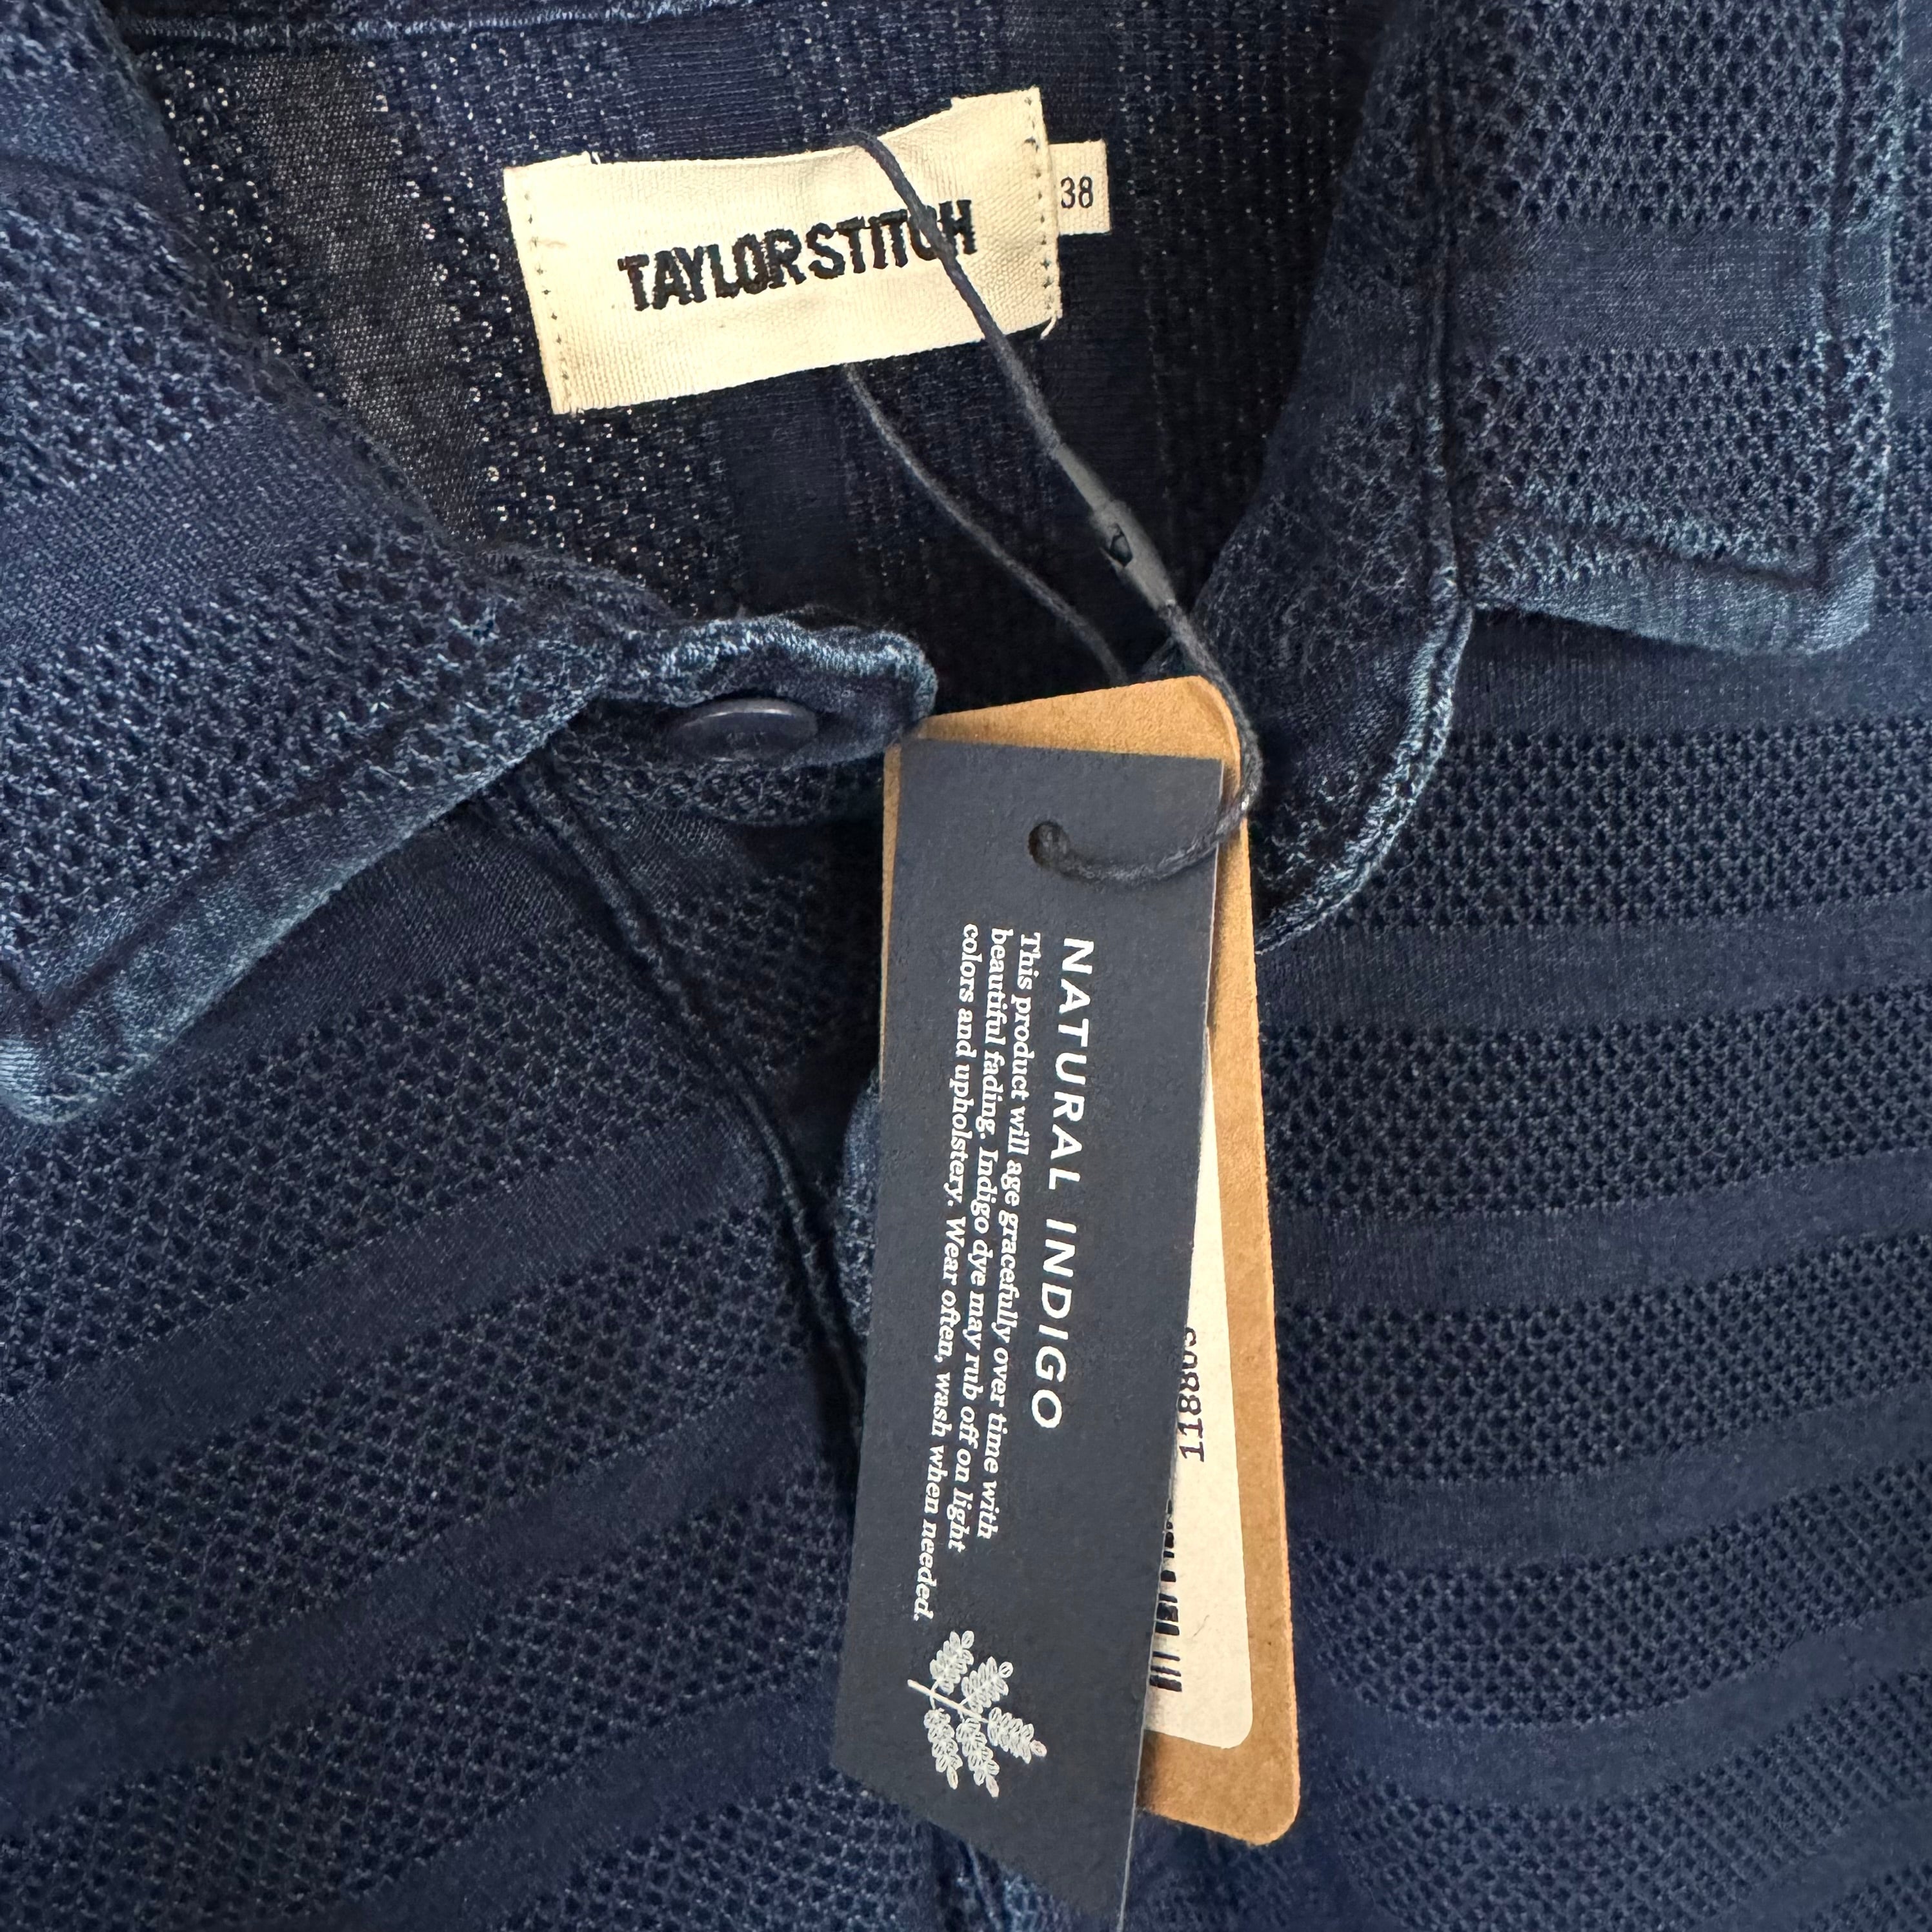 TAYLOR STITCH
38
NATURAL INDIGO
This product will age gracefully over time with
beautiful fading. Indigo dye may rub off on light
colors and upholstery. Wear often, wash when needed.